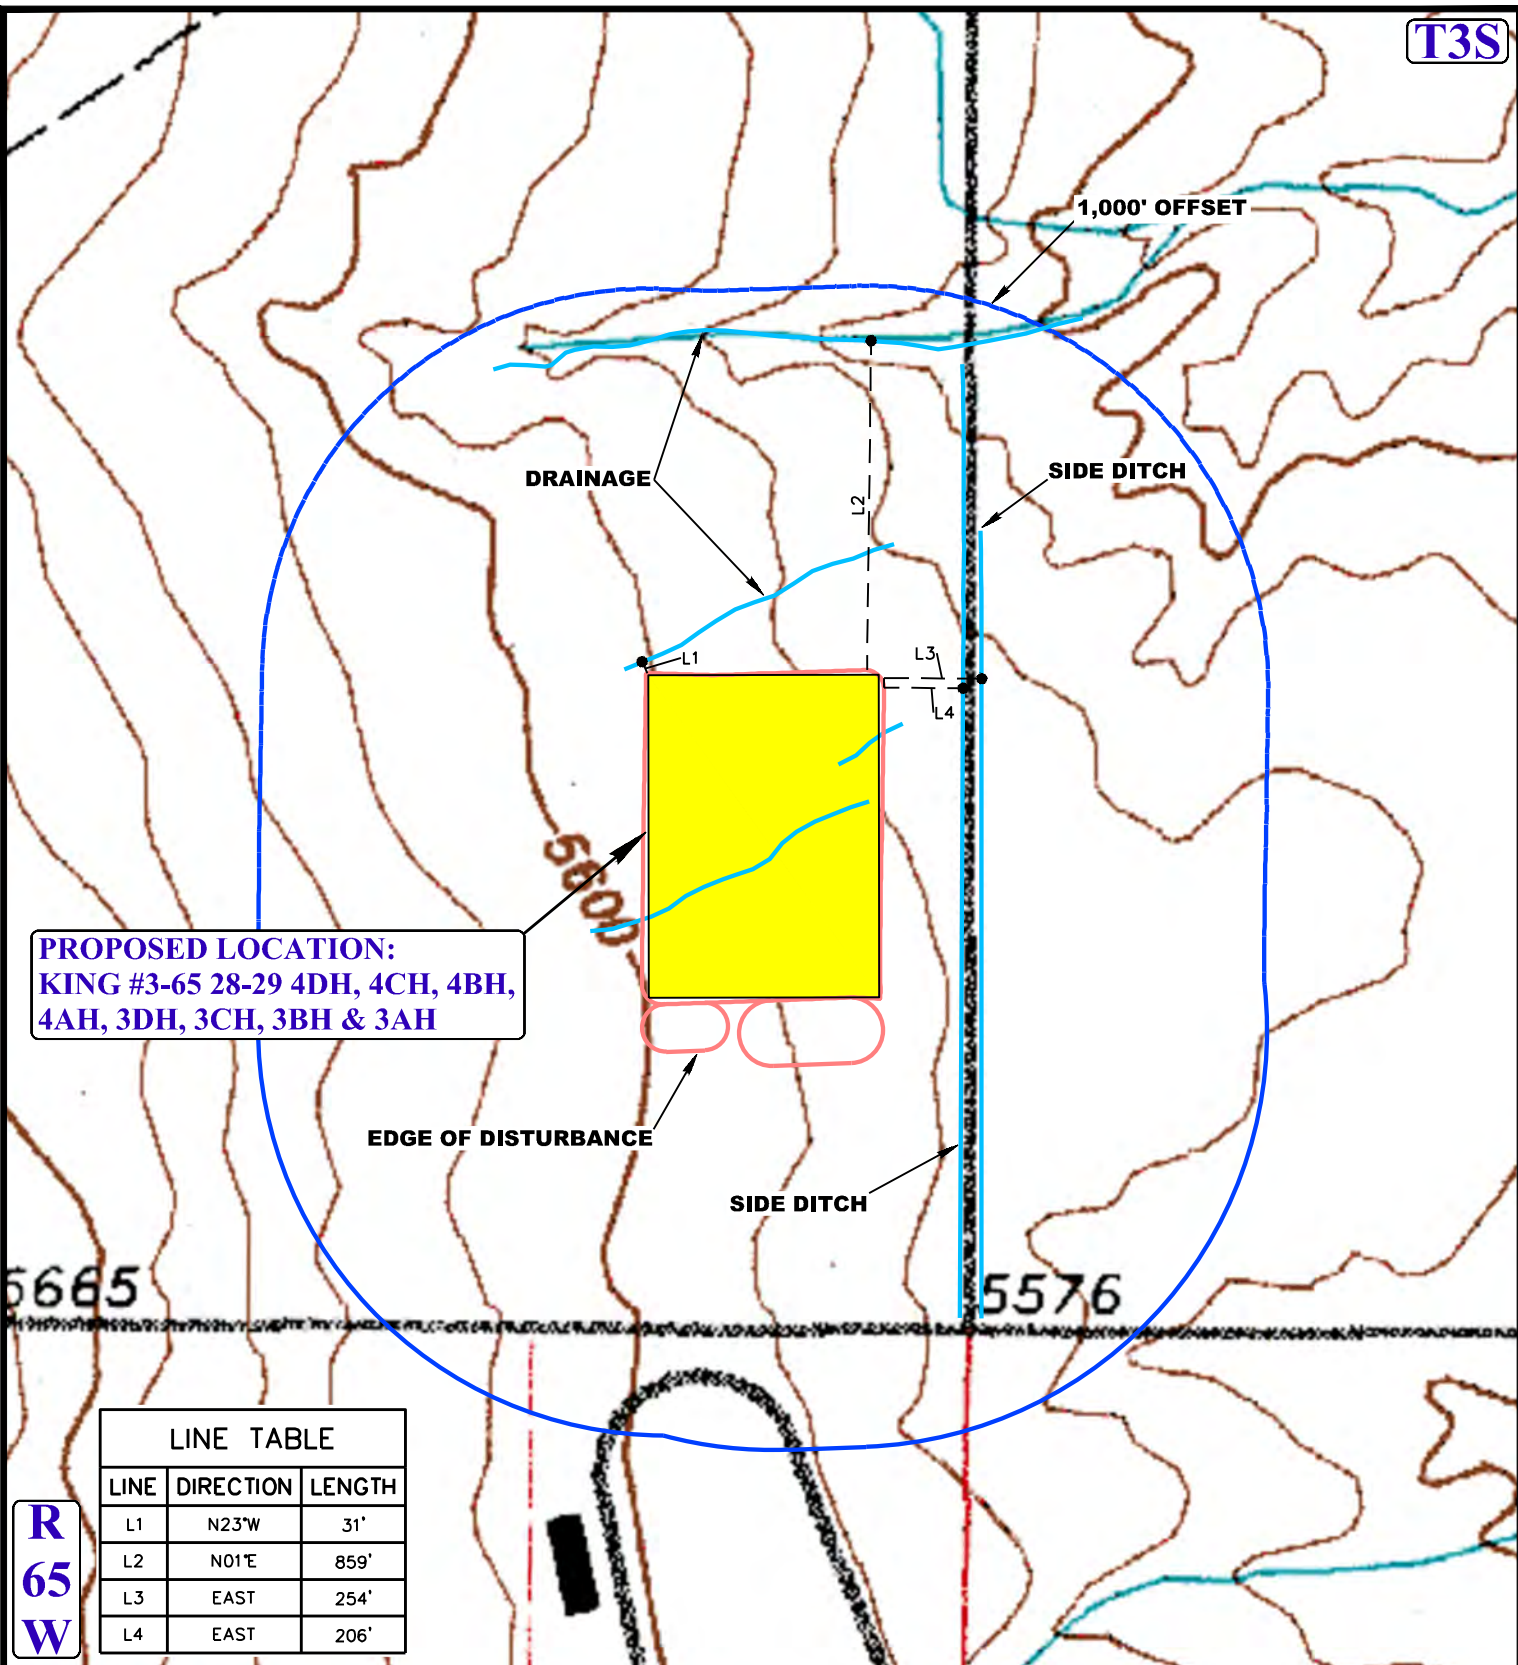 T3S
1,000' OFFSET
DRAINAGE
SIDE DITCH
L2
L1
L3
L4
5600
PROPOSED LOCATION:
KING #3-65 28-29 4DH, 4CH, 4BH,
4AH, 3DH, 3CH, 3BH & 3AH
EDGE OF DISTURBANCE
SIDE DITCH
5665
5576
LINE TABLE
LINE DIRECTION LENGTH
L1 N23°W 31'
L2 N01°E 859'
L3 EAST 254'
L4 EAST 206'
R
65
W